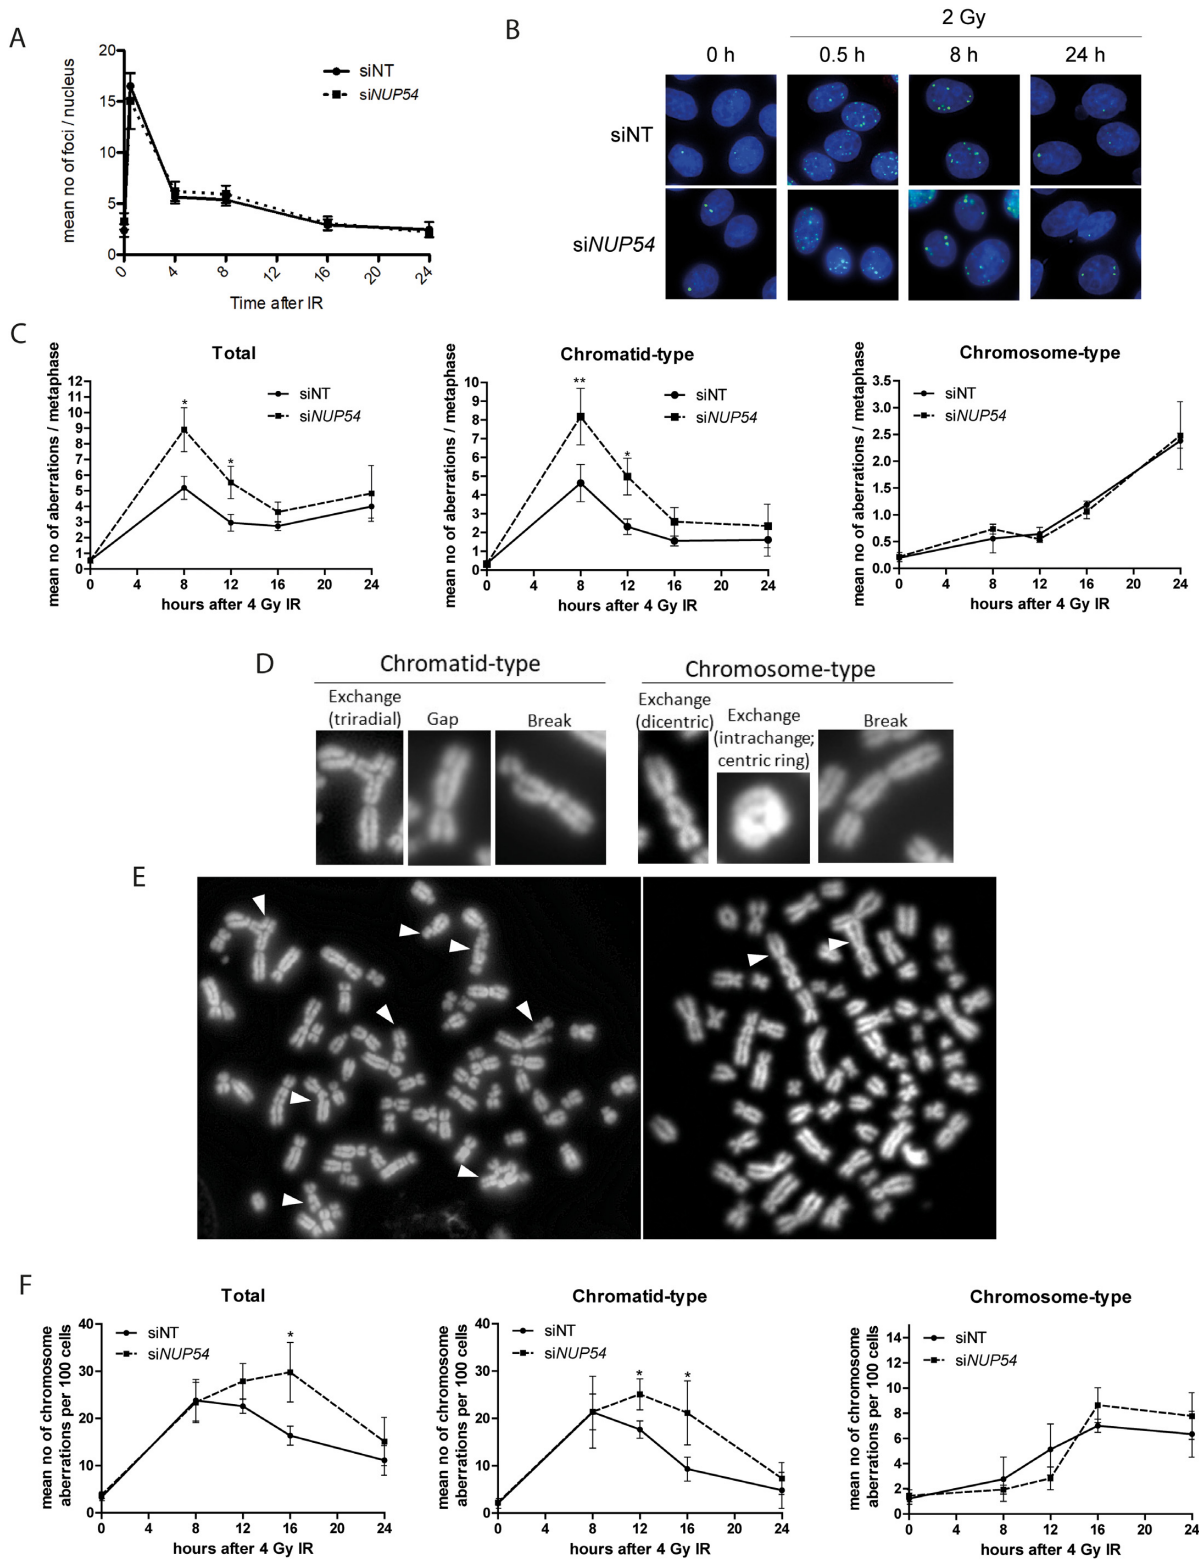 A
20
15
10
5
0
mean no of foci / nucleus
siNT
siNUP54
0
4
8
12
16
20
24
Time after IR
B
2 Gy
0 h
0.5 h
8 h
24 h
siNT
siNUP54
C
Total
mean no of aberrations / metaphase
12
11
10
9
8
7
6
5
4
3
2
1
0
siNT
siNUP54
*
*
0 4 8 12 16 20 24
hours after 4 Gy IR
Chromatid-type
mean no of aberrations / metaphase
10
9
8
7
6
5
4
3
2
1
0
siNT
siNUP54
**
*
0 4 8 12 16 20 24
hours after 4 Gy IR
Chromosome-type
mean no of aberrations / metaphase
3.5
3.0
2.5
2.0
1.5
1.0
0.5
0.0
siNT
siNUP54
0 4 8 12 16 20 24
hours after 4 Gy IR
D
Chromatid-type
Exchange
(triradial)
Gap
Break
Chromosome-type
Exchange
(dicentric)
Exchange
(intrachange;
centric ring)
Break
E
F
Total
mean no of chromosome
aberrations per 100 cells
40
30
20
10
0
siNT
siNUP54
*
0 4 8 12 16 20 24
hours after 4 Gy IR
Chromatid-type
mean no of chromosome
aberrations per 100 cells
40
30
20
10
0
siNT
siNUP54
*
*
0 4 8 12 16 20 24
hours after 4 Gy IR
Chromosome-type
mean no of chromosome
aberrations per 100 cells
14
12
10
8
6
4
2
0
siNT
siNUP54
0 4 8 12 16 20 24
hours after 4 Gy IR